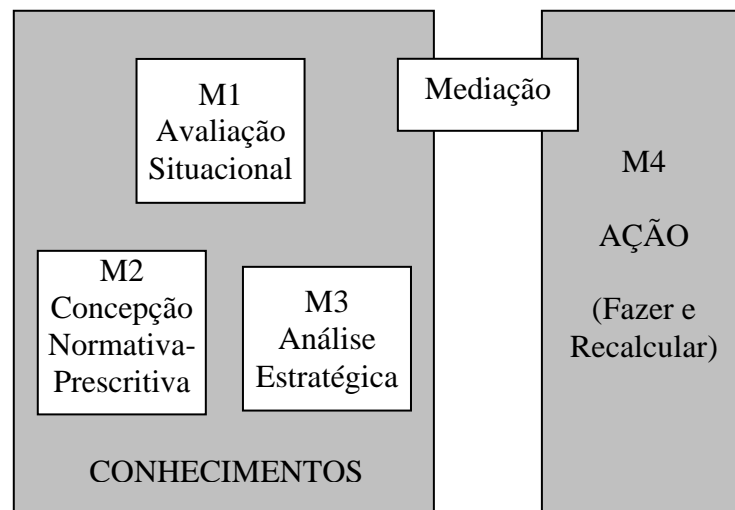 M1
Avaliação
Situacional
Mediação
M2
Concepção
Normativa-
Prescritiva
M3
Análise
Estratégica
CONHECIMENTOS
M4
AÇÃO
(Fazer e
Recalcular)